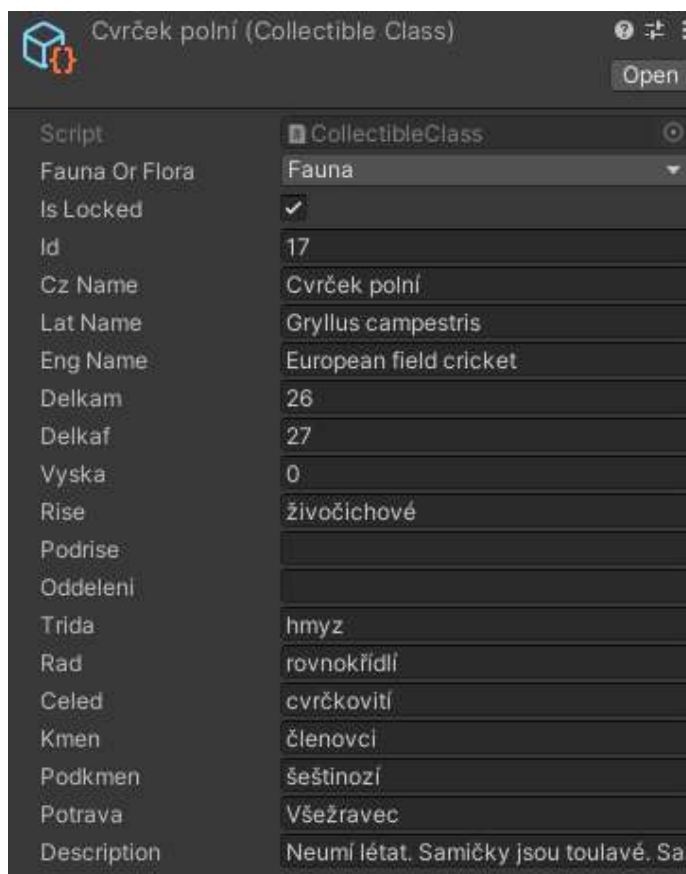 Cvrček polní (Collectible Class)
Open
Script CollectibleClass
Fauna Or Flora Fauna
Is Locked
Id 17
Cz Name Cvrček polní
Lat Name Gryllus campestris
Eng Name European field cricket
Delkam 26
Delkaf 27
Vyska 0
Rise živočichové
Podrise
Oddeleni
Trida hmyz
Rad rovnokřídlí
Celed cvrčkovití
Kmen členovci
Podkmen šeštinozí
Potrava Všežravec
Description Neumí létat. Samičky jsou toulavé. Sa